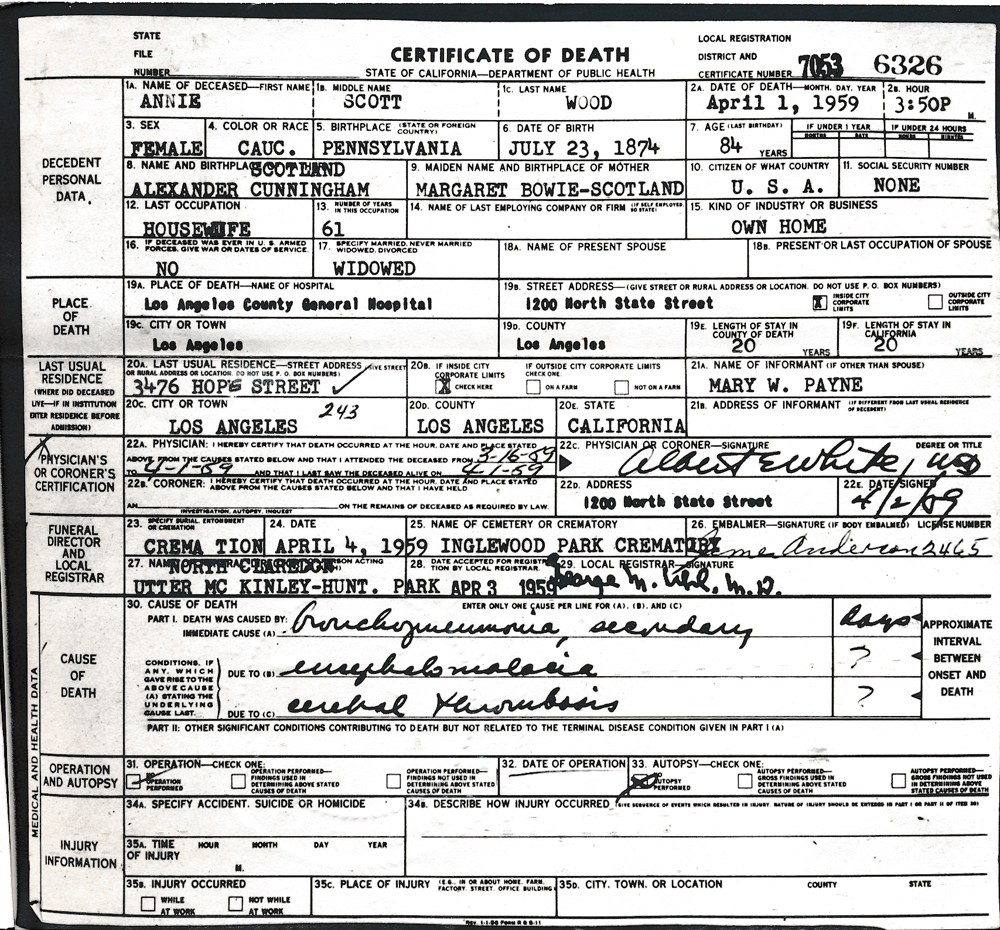 STATE FILE NUMBER
CERTIFICATE OF DEATH
STATE OF CALIFORNIA—DEPARTMENT OF PUBLIC HEALTH
LOCAL REGISTRATION DISTRICT AND CERTIFICATE NUMBER 7053 6326
DECEDENT PERSONAL DATA
1A. NAME OF DECEASED—FIRST NAME 1B. MIDDLE NAME 1C. LAST NAME 2A. DATE OF DEATH—MONTH, DAY, YEAR 2B. HOUR
ANNIE SCOTT WOOD April 1, 1959 3:50P M.
3. SEX 4. COLOR OR RACE 5. BIRTHPLACE (STATE OR FOREIGN COUNTRY) 6. DATE OF BIRTH 7. AGE (LAST BIRTHDAY) IF UNDER 1 YEAR IF UNDER 24 HOURS
FEMALE CAUC. PENNSYLVANIA JULY 23, 1874 84 YEARS MONTHS DAYS HOURS MINUTES
8. NAME AND BIRTHPLACE SCOTLAND 9. MAIDEN NAME AND BIRTHPLACE OF MOTHER 10. CITIZEN OF WHAT COUNTRY 11. SOCIAL SECURITY NUMBER
ALEXANDER CUNNINGHAM MARGARET BOWIE-SCOTLAND U. S. A. NONE
12. LAST OCCUPATION 13. NUMBER OF YEARS IN THIS OCCUPATION 14. NAME OF LAST EMPLOYING COMPANY OR FIRM (IF SELF EMPLOYED, SO STATE) 15. KIND OF INDUSTRY OR BUSINESS
HOUSEWIFE 61 OWN HOME
16. IF DECEASED WAS EVER IN U. S. ARMED FORCES, GIVE WAR OR DATES OF SERVICE. 17. SPECIFY MARRIED, NEVER MARRIED WIDOWED, DIVORCED 18A. NAME OF PRESENT SPOUSE 18B. PRESENT OR LAST OCCUPATION OF SPOUSE
NO WIDOWED
PLACE OF DEATH
19A. PLACE OF DEATH—NAME OF HOSPITAL 19B. STREET ADDRESS—(GIVE STREET OR RURAL ADDRESS OR LOCATION. DO NOT USE P. O. BOX NUMBERS)
Los Angeles County General Hospital 1200 North State Street X INSIDE CITY CORPORATE LIMITS OUTSIDE CITY CORPORATE LIMITS
19C. CITY OR TOWN 19D. COUNTY 19E. LENGTH OF STAY IN COUNTY OF DEATH 19F. LENGTH OF STAY IN CALIFORNIA
Los Angeles Los Angeles 20 YEARS 20 YEARS
LAST USUAL RESIDENCE (WHERE DID DECEASED LIVE—IF IN INSTITUTION ENTER RESIDENCE BEFORE ADMISSION)
20A. LAST USUAL RESIDENCE—STREET ADDRESS (GIVE STREET OR RURAL ADDRESS OR LOCATION. DO NOT USE P. O. BOX NUMBERS) 20B. IF INSIDE CITY CORPORATE LIMITS IF OUTSIDE CITY CORPORATE LIMITS CHECK ONE: 21A. NAME OF INFORMANT (IF OTHER THAN SPOUSE)
3476 HOPE STREET ✓ X CHECK HERE ON A FARM NOT ON A FARM MARY W. PAYNE
20C. CITY OR TOWN 243 20D. COUNTY 20E. STATE 21B. ADDRESS OF INFORMANT (IF DIFFERENT FROM LAST USUAL RESIDENCE OF DECEDENT)
LOS ANGELES LOS ANGELES CALIFORNIA
PHYSICIAN'S OR CORONER'S CERTIFICATION
22A. PHYSICIAN: I HEREBY CERTIFY THAT DEATH OCCURRED AT THE HOUR, DATE AND PLACE STATED ABOVE, FROM THE CAUSES STATED BELOW AND THAT I ATTENDED THE DECEASED FROM 3-16-59
TO 4-1-59 AND THAT I LAST SAW THE DECEASED ALIVE ON 4-1-59
22C. PHYSICIAN OR CORONER—SIGNATURE DEGREE OR TITLE
Albert E White, MD
22B. CORONER: I HEREBY CERTIFY THAT DEATH OCCURRED AT THE HOUR, DATE AND PLACE STATED ABOVE FROM THE CAUSES STATED BELOW AND THAT I HAVE HELD
AN INVESTIGATION, AUTOPSY, INQUEST ON THE REMAINS OF DECEASED AS REQUIRED BY LAW.
22D. ADDRESS 22E. DATE SIGNED
1200 North State Street 4/2/59
FUNERAL DIRECTOR AND LOCAL REGISTRAR
23. SPECIFY BURIAL, ENTOMBMENT OR CREMATION 24. DATE 25. NAME OF CEMETERY OR CREMATORY 26. EMBALMER—SIGNATURE (IF BODY EMBALMED) LICENSE NUMBER
CREMA TION APRIL 4, 1959 INGLEWOOD PARK CREMATORY Anderson 2465
27. NAME 28. DATE ACCEPTED FOR REGISTRATION BY LOCAL REGISTRAR. 29. LOCAL REGISTRAR—SIGNATURE
UTTER MC KINLEY-HUNT. PARK APR 3 1959 George M. Uhl, M. D.
MEDICAL AND HEALTH DATA
CAUSE OF DEATH
30. CAUSE OF DEATH ENTER ONLY ONE CAUSE PER LINE FOR (A), (B), AND (C)
PART I. DEATH WAS CAUSED BY:
IMMEDIATE CAUSE (A) bronchopneumonia, secondary days
CONDITIONS, IF ANY, WHICH GAVE RISE TO THE ABOVE CAUSE (A) STATING THE UNDERLYING CAUSE LAST.
DUE TO (B) encephalomalacia ?
DUE TO (C) cerebral thrombosis ?
APPROXIMATE INTERVAL BETWEEN ONSET AND DEATH
PART II: OTHER SIGNIFICANT CONDITIONS CONTRIBUTING TO DEATH BUT NOT RELATED TO THE TERMINAL DISEASE CONDITION GIVEN IN PART I (A)
OPERATION AND AUTOPSY
31. OPERATION—CHECK ONE: 32. DATE OF OPERATION 33. AUTOPSY—CHECK ONE:
NO OPERATION PERFORMED OPERATION PERFORMED—FINDINGS USED IN DETERMINING ABOVE STATED CAUSES OF DEATH OPERATION PERFORMED—FINDINGS NOT USED IN DETERMINING ABOVE STATED CAUSES OF DEATH
NO AUTOPSY PERFORMED AUTOPSY PERFORMED—GROSS FINDINGS USED IN DETERMINING ABOVE STATED CAUSES OF DEATH AUTOPSY PERFORMED—GROSS FINDINGS NOT USED IN DETERMINING ABOVE STATED CAUSES OF DEATH
INJURY INFORMATION
34A. SPECIFY ACCIDENT, SUICIDE OR HOMICIDE 34B. DESCRIBE HOW INJURY OCCURRED (GIVE SEQUENCE OF EVENTS WHICH RESULTED IN INJURY. NATURE OF INJURY SHOULD BE ENTERED IN PART I OR PART II OF ITEM 30)
35A. TIME OF INJURY HOUR MONTH DAY YEAR
M.
35B. INJURY OCCURRED 35C. PLACE OF INJURY (E.G., IN OR ABOUT HOME, FARM, FACTORY, STREET, OFFICE BUILDING) 35D. CITY, TOWN, OR LOCATION COUNTY STATE
WHILE AT WORK NOT WHILE AT WORK